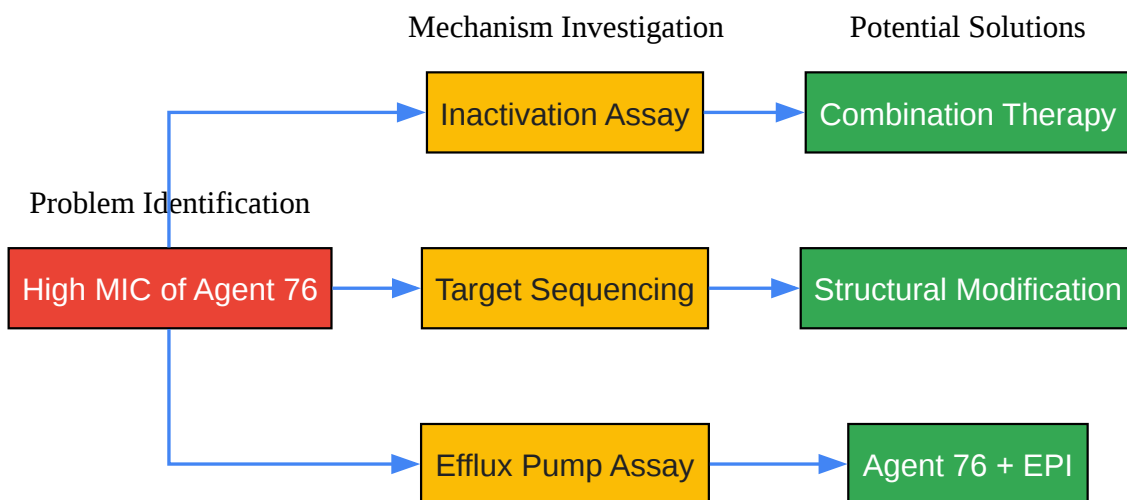 Mechanism Investigation
Potential Solutions
Inactivation Assay
Combination Therapy
Problem Identification
High MIC of Agent 76
Target Sequencing
Structural Modification
Efflux Pump Assay
Agent 76 + EPI